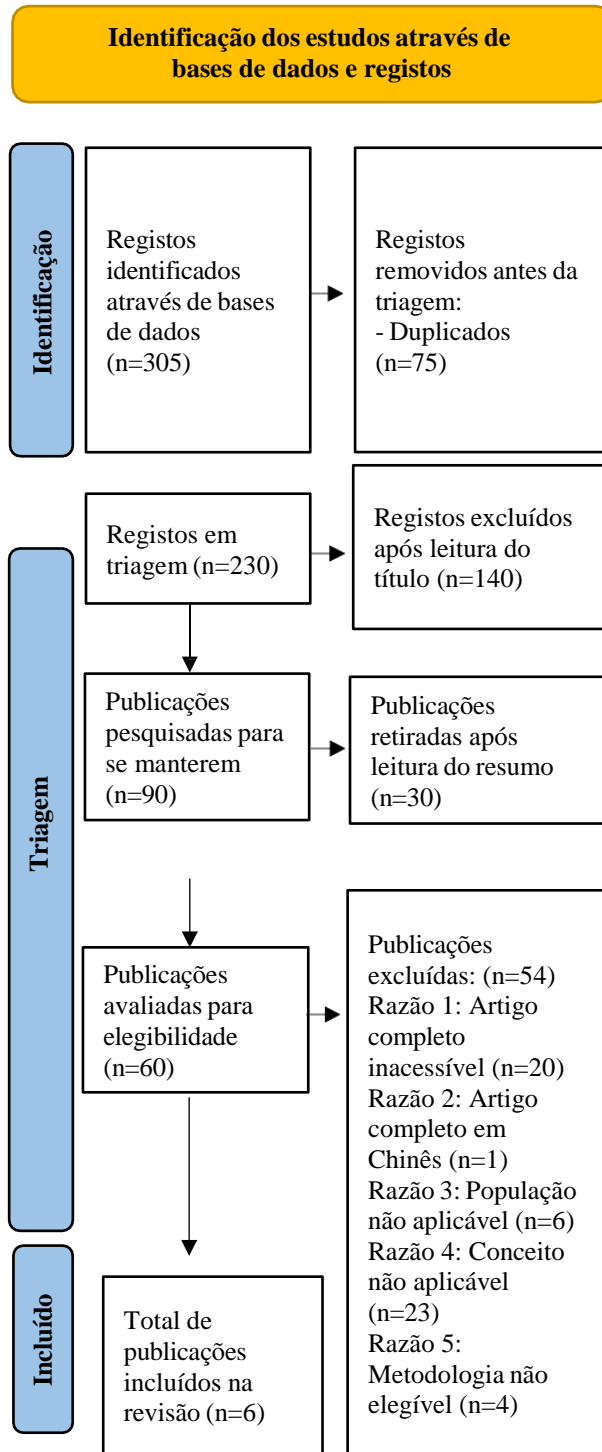 Identificação dos estudos através de
bases de dados e registos
Identificação
Registos
identificados
através de bases
de dados
(n=305)
Registos
removidos antes da
triagem:
- Duplicados
(n=75)
Triagem
Registos em
triagem (n=230)
Registos excluídos
após leitura do
título (n=140)
Publicações
pesquisadas para
se manterem
(n=90)
Publicações
retiradas após
leitura do resumo
(n=30)
Publicações
avaliadas para
elegibilidade
(n=60)
Publicações
excluídas: (n=54)
Razão 1: Artigo
completo
inacessível (n=20)
Razão 2: Artigo
completo em
Chinês (n=1)
Razão 3: População
não aplicável (n=6)
Razão 4: Conceito
não aplicável
(n=23)
Razão 5:
Metodologia não
elegível (n=4)
Incluído
Total de
publicações
incluídos na
revisão (n=6)